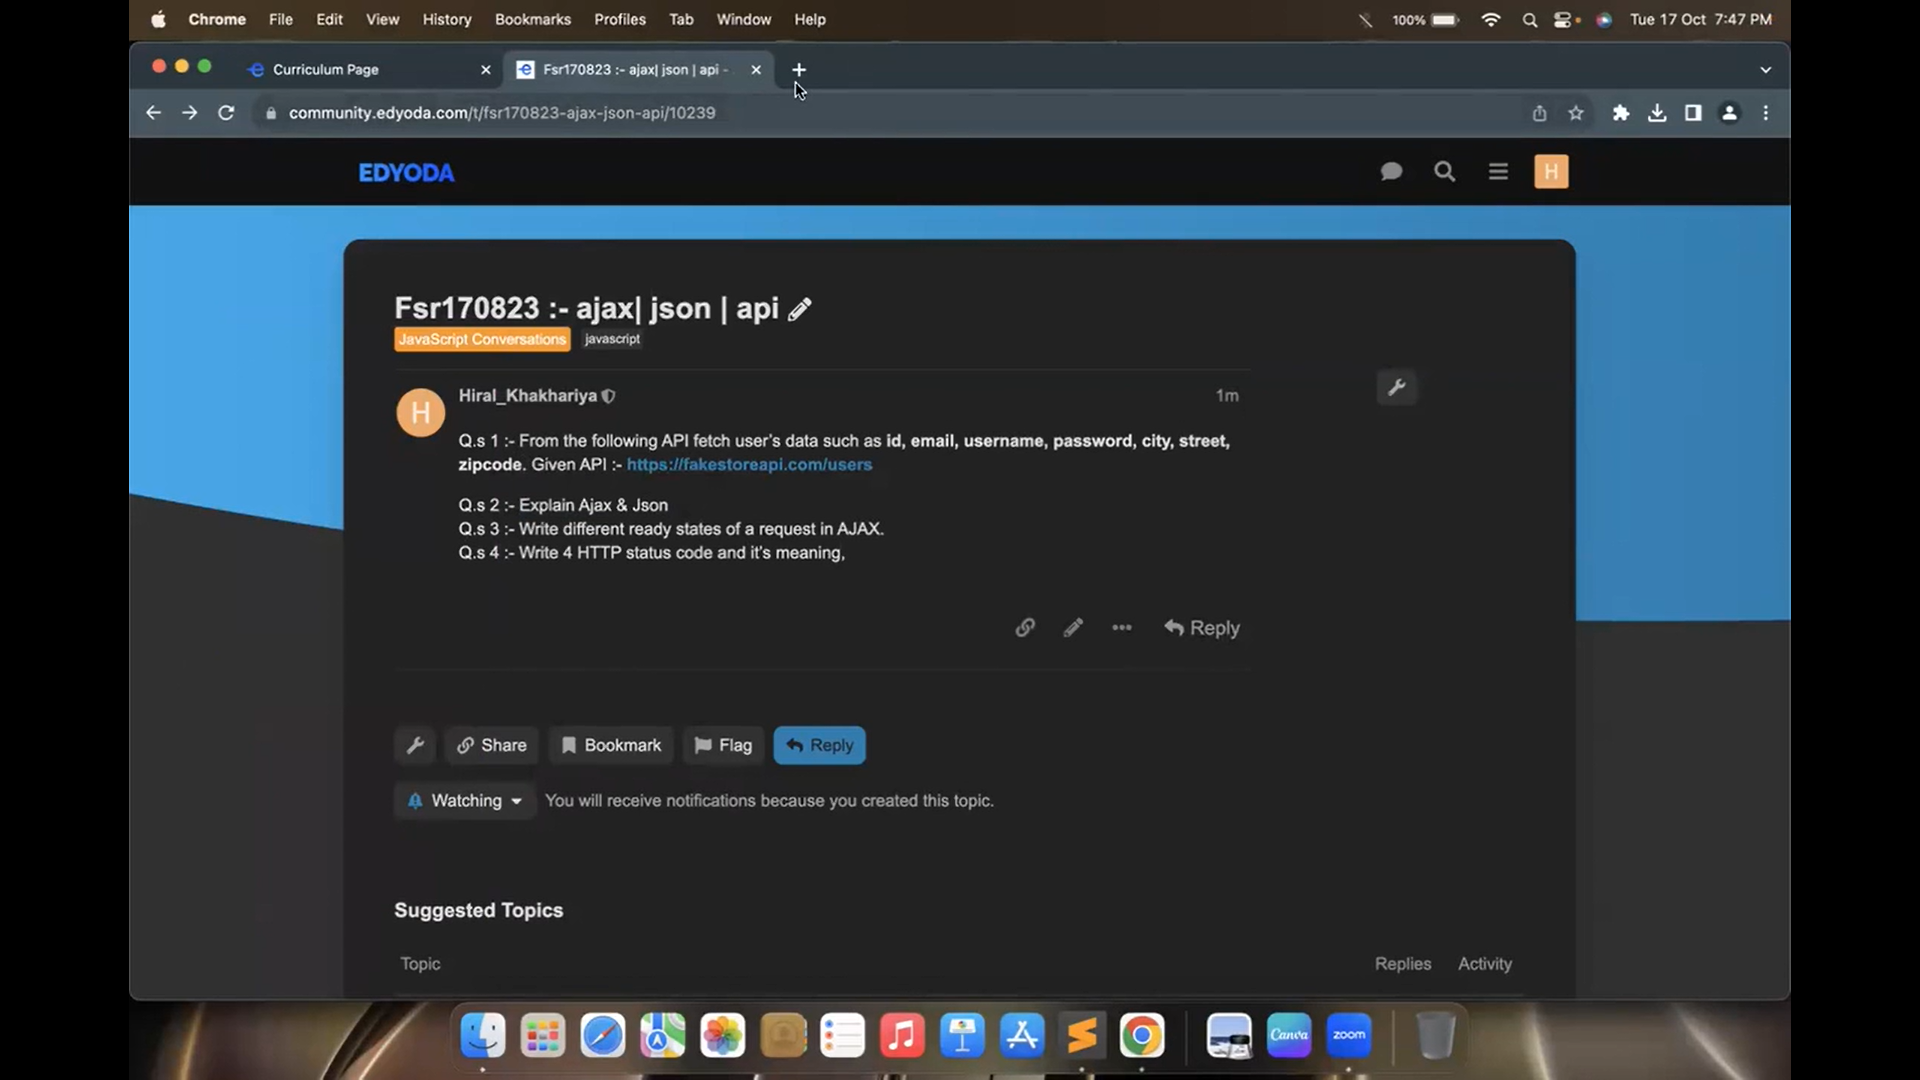 Chrome File Edit View History Bookmarks Profiles Tab Window Help 100% Tue 17 Oct 7:47 PM
Curriculum Page Fsr170823 :- ajax| json | api -
community.edyoda.com/t/fsr170823-ajax-json-api/10239
EDYODA H
Fsr170823 :- ajax| json | api
JavaScript Conversations javascript
H Hiral_Khakhariya 1m
Q.s 1 :- From the following API fetch user's data such as id, email, username, password, city, street,
zipcode. Given API :- https://fakestoreapi.com/users
Q.s 2 :- Explain Ajax & Json
Q.s 3 :- Write different ready states of a request in AJAX.
Q.s 4 :- Write 4 HTTP status code and it's meaning,
Reply
Share Bookmark Flag Reply
Watching You will receive notifications because you created this topic.
Suggested Topics
Topic Replies Activity
Canva zoom